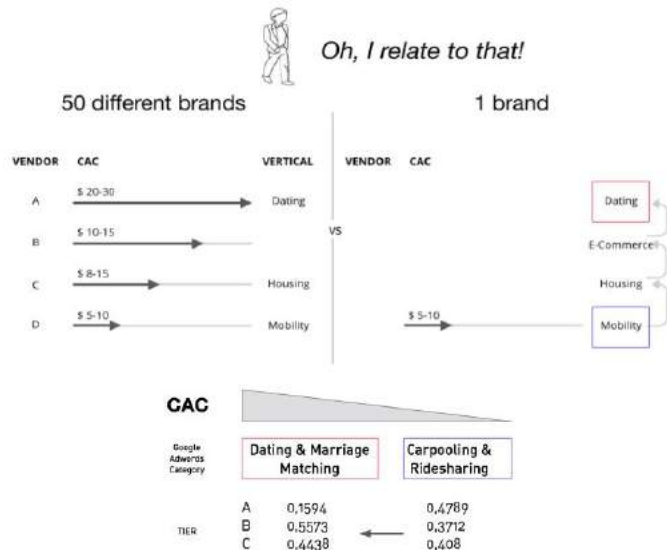 Oh, I relate to that!
50 different brands
1 brand
VENDOR CAC VERTICAL
VENDOR CAC
A $ 20-30 Dating
B $ 10-15
C $ 8-15 Housing
D $ 5-10 Mobility
VS
Dating
E-Commerce
Housing
$ 5-10 Mobility
CAC
Google
Adwords
Category
Dating & Marriage
Matching
Carpooling &
Ridesharing
TIER
A 0,1594 0,4789
B 0,5573 0,3712
C 0,4438 0,408